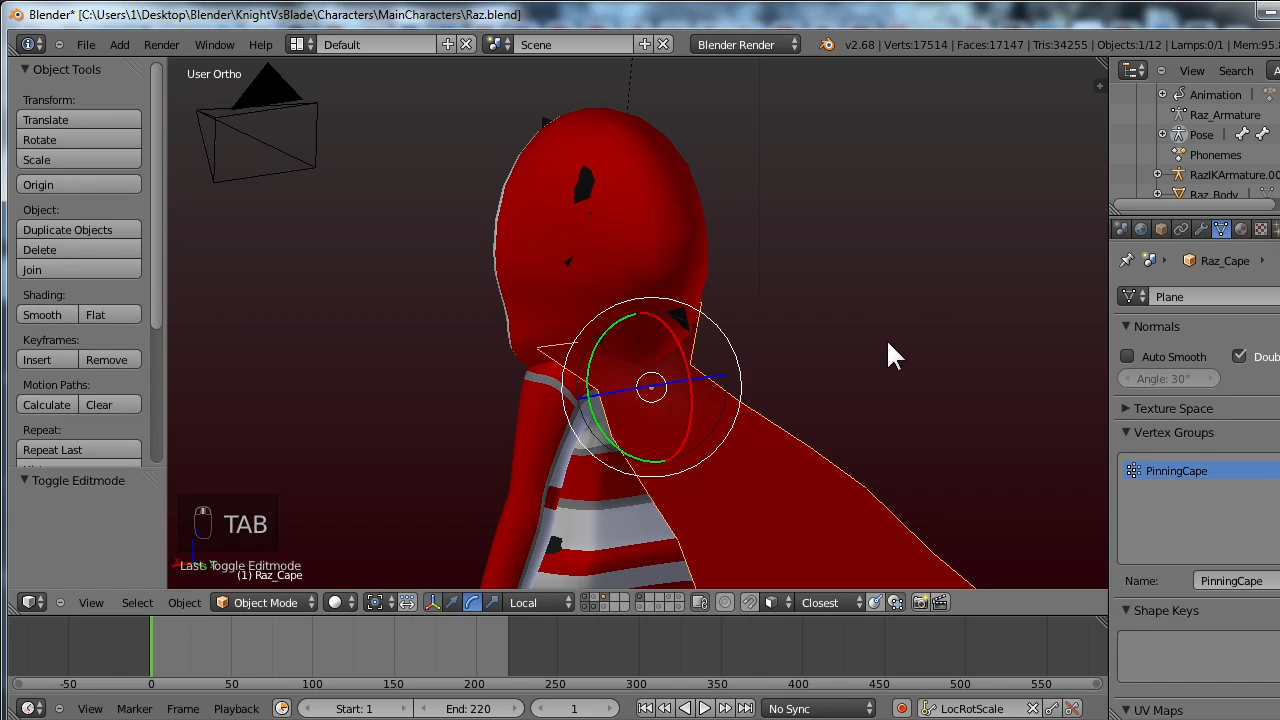 Blender* [C:\Users\1\Desktop\Blender\KnightVsBlade\Characters\MainCharacters\Raz.blend]
File Add Render Window Help Default Scene Blender Render v2.68 | Verts:17514 | Faces:17147 | Tris:34255 | Objects:1/12 | Lamps:0/1 | Mem:95.
Object Tools
Transform:
Translate
Rotate
Scale
Origin
Object:
Duplicate Objects
Delete
Join
Shading:
Smooth Flat
Keyframes:
Insert Remove
Motion Paths:
Calculate Clear
Repeat:
Repeat Last
Toggle Editmode
User Ortho
TAB
Last: Toggle Editmode
(1) Raz_Cape
View Search
Animation
Raz_Armature
Pose
Phonemes
RazIKArmature.00
Raz_Body
Raz_Cape
Plane
Normals
Auto Smooth Doub
Angle: 30°
Texture Space
Vertex Groups
PinningCape
Name: PinningCape
Shape Keys
UV Maps
View Select Object Object Mode Local Closest
-50 0 50 100 150 200 250 300 350 400 450 500 550
View Marker Frame Playback Start: 1 End: 220 1 No Sync LocRotScale